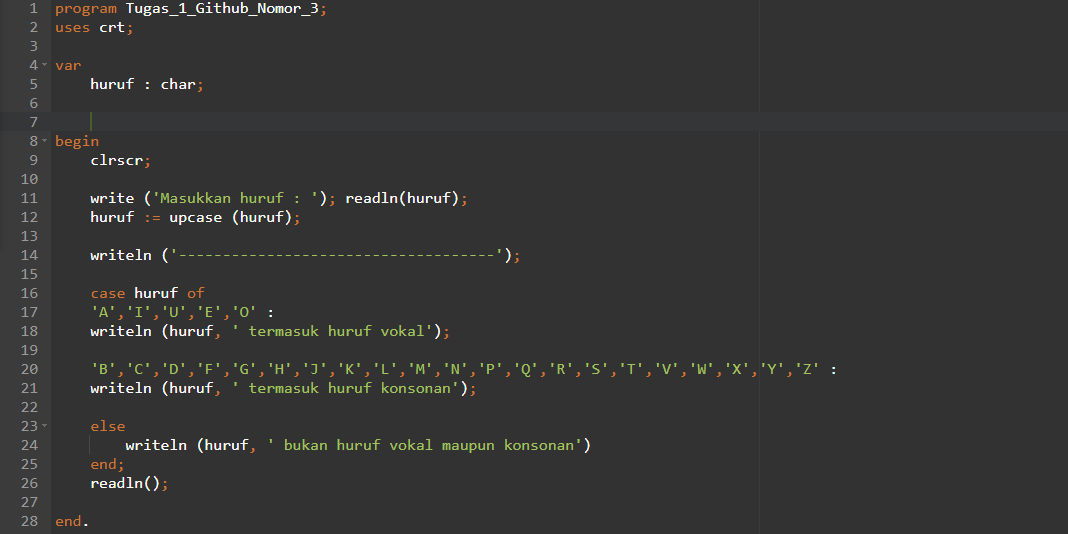 1 program Tugas_1_Github_Nomor_3;
2 uses crt;
3
4 var
5 huruf : char;
6
7
8 begin
9 clrscr;
10
11 write ('Masukkan huruf : '); readln(huruf);
12 huruf := upcase (huruf);
13
14 writeln ('------------------------------------');
15
16 case huruf of
17 'A','I','U','E','O' :
18 writeln (huruf, ' termasuk huruf vokal');
19
20 'B','C','D','F','G','H','J','K','L','M','N','P','Q','R','S','T','V','W','X','Y','Z' :
21 writeln (huruf, ' termasuk huruf konsonan');
22
23 else
24 writeln (huruf, ' bukan huruf vokal maupun konsonan')
25 end;
26 readln();
27
28 end.